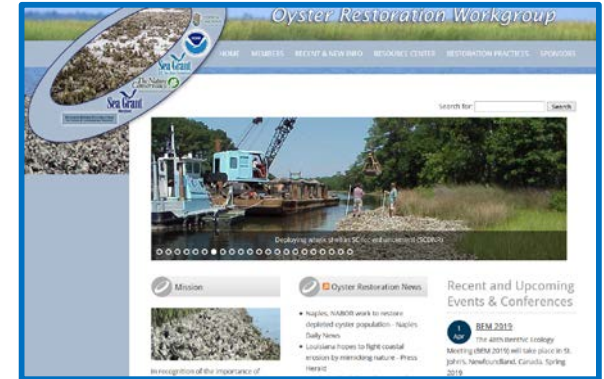 Oyster Restoration Workgroup
HOME MEMBERS RECENT & NEW INFO RESOURCE CENTER RESTORATION PRACTICES SPONSORS
Sea Grant
The Nature Conservancy
Sea Grant
Search for: Search
Deploying whelk shell in SC for enhancement (SCDNR)
Mission
Oyster Restoration News
Recent and Upcoming
Events & Conferences
Naples, NABOR work to restore
depleted oyster population - Naples
Daily News
Louisiana hopes to fight coastal
erosion by mimicking nature - Press
Herald
1
Apr
BEM 2019
The 48th Benthic Ecology
Meeting (BEM 2019) will take place in St.
John's, Newfoundland, Canada. Spring
2019
In recognition of the importance of